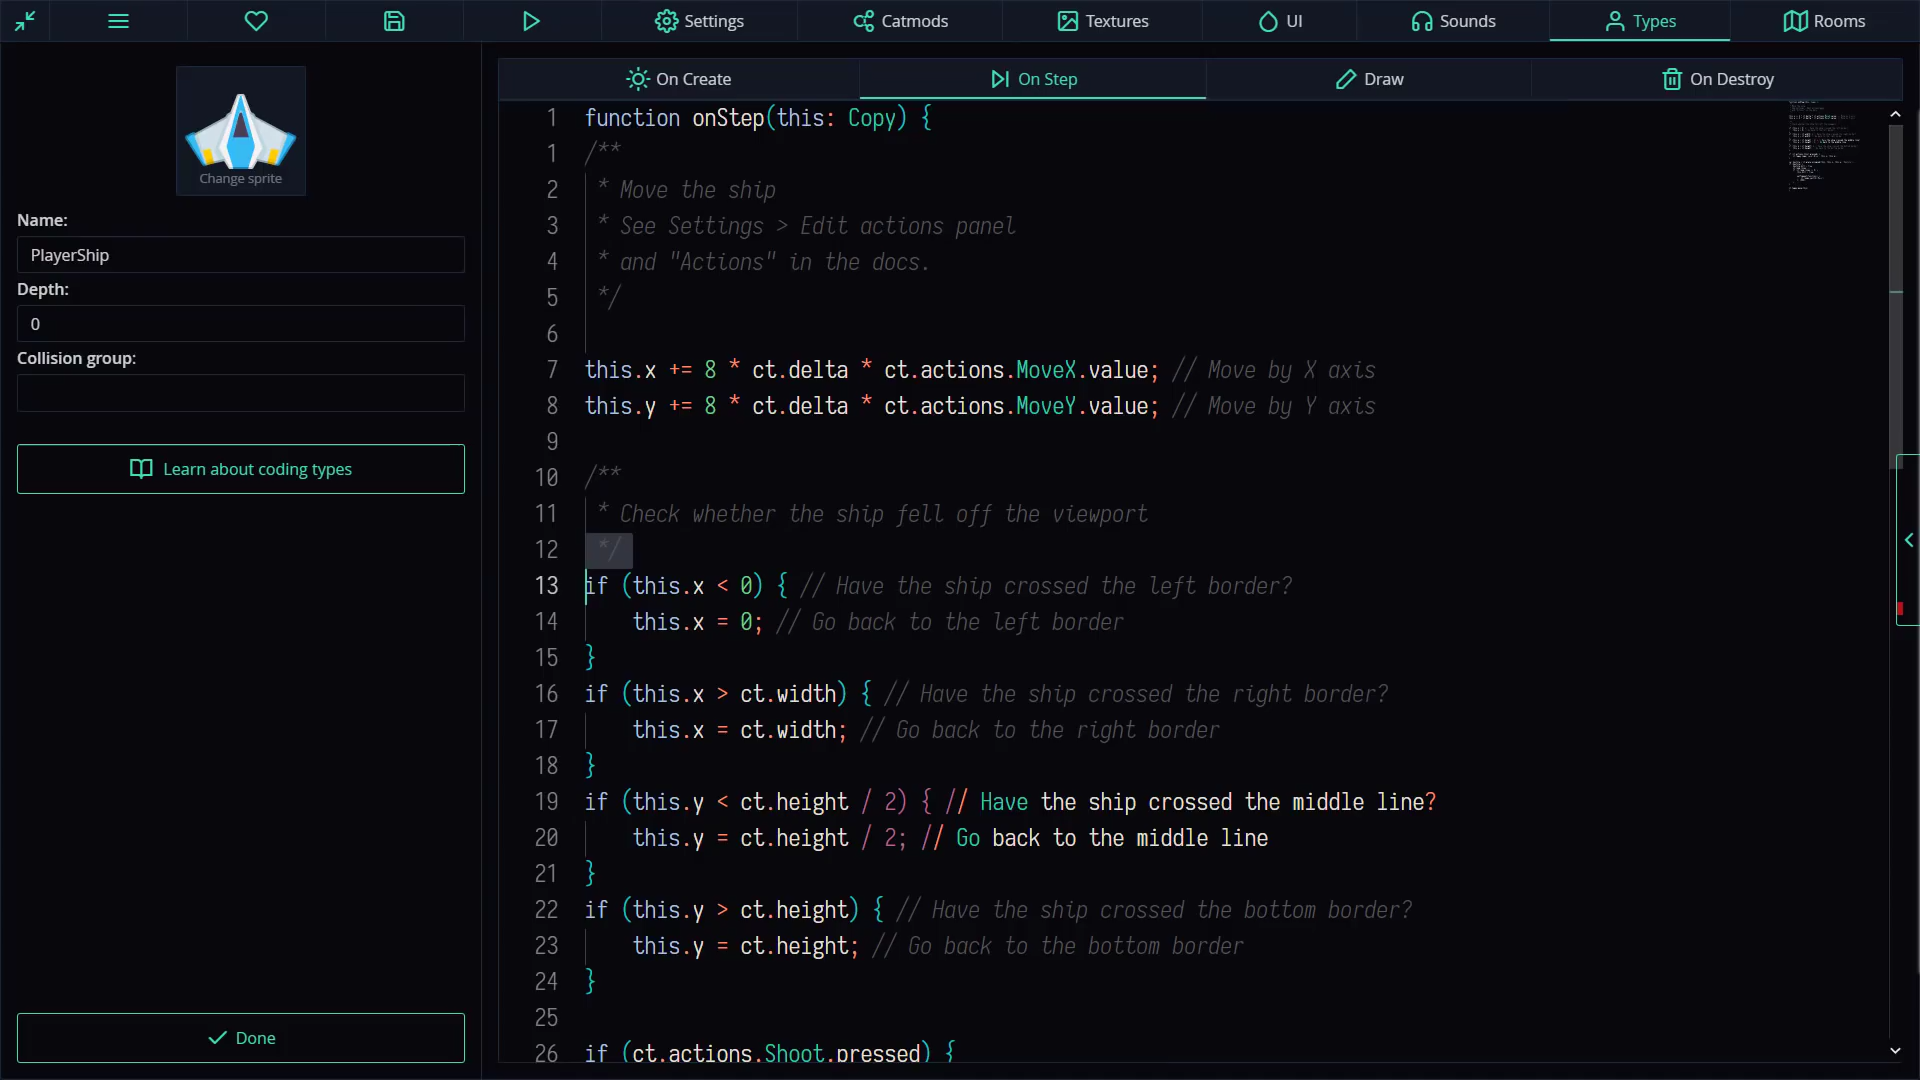 Settings
Catmods
Textures
UI
Sounds
Types
Rooms
Change sprite
Name:
PlayerShip
Depth:
0
Collision group:
Learn about coding types
Done
On Create
On Step
Draw
On Destroy
1 function onStep(this: Copy) {
1 /**
2 * Move the ship
3 * See Settings > Edit actions panel
4 * and "Actions" in the docs.
5 */
6
7 this.x += 8 * ct.delta * ct.actions.MoveX.value; // Move by X axis
8 this.y += 8 * ct.delta * ct.actions.MoveY.value; // Move by Y axis
9
10 /**
11 * Check whether the ship fell off the viewport
12 */
13 if (this.x < 0) { // Have the ship crossed the left border?
14 this.x = 0; // Go back to the left border
15 }
16 if (this.x > ct.width) { // Have the ship crossed the right border?
17 this.x = ct.width; // Go back to the right border
18 }
19 if (this.y < ct.height / 2) { // Have the ship crossed the middle line?
20 this.y = ct.height / 2; // Go back to the middle line
21 }
22 if (this.y > ct.height) { // Have the ship crossed the bottom border?
23 this.y = ct.height; // Go back to the bottom border
24 }
25
26 if (ct.actions.Shoot.pressed) {